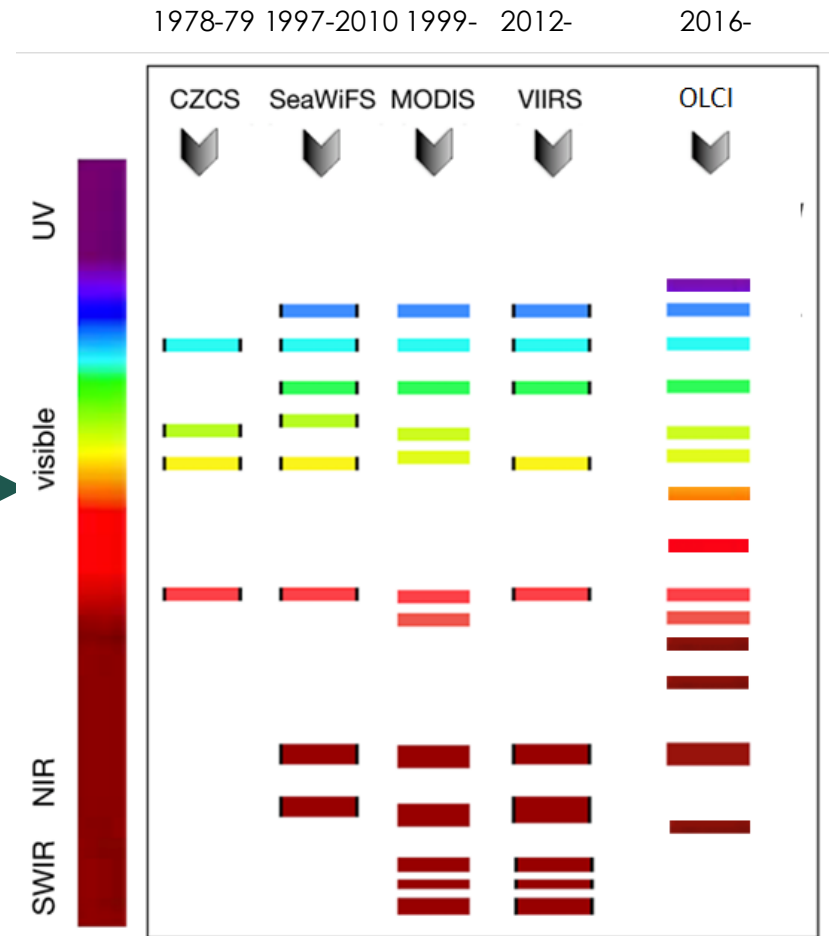 1978-79 1997-2010 1999- 2012- 2016-
CZCS SeaWiFS MODIS VIIRS OLCI
UV
visible
NIR
SWIR